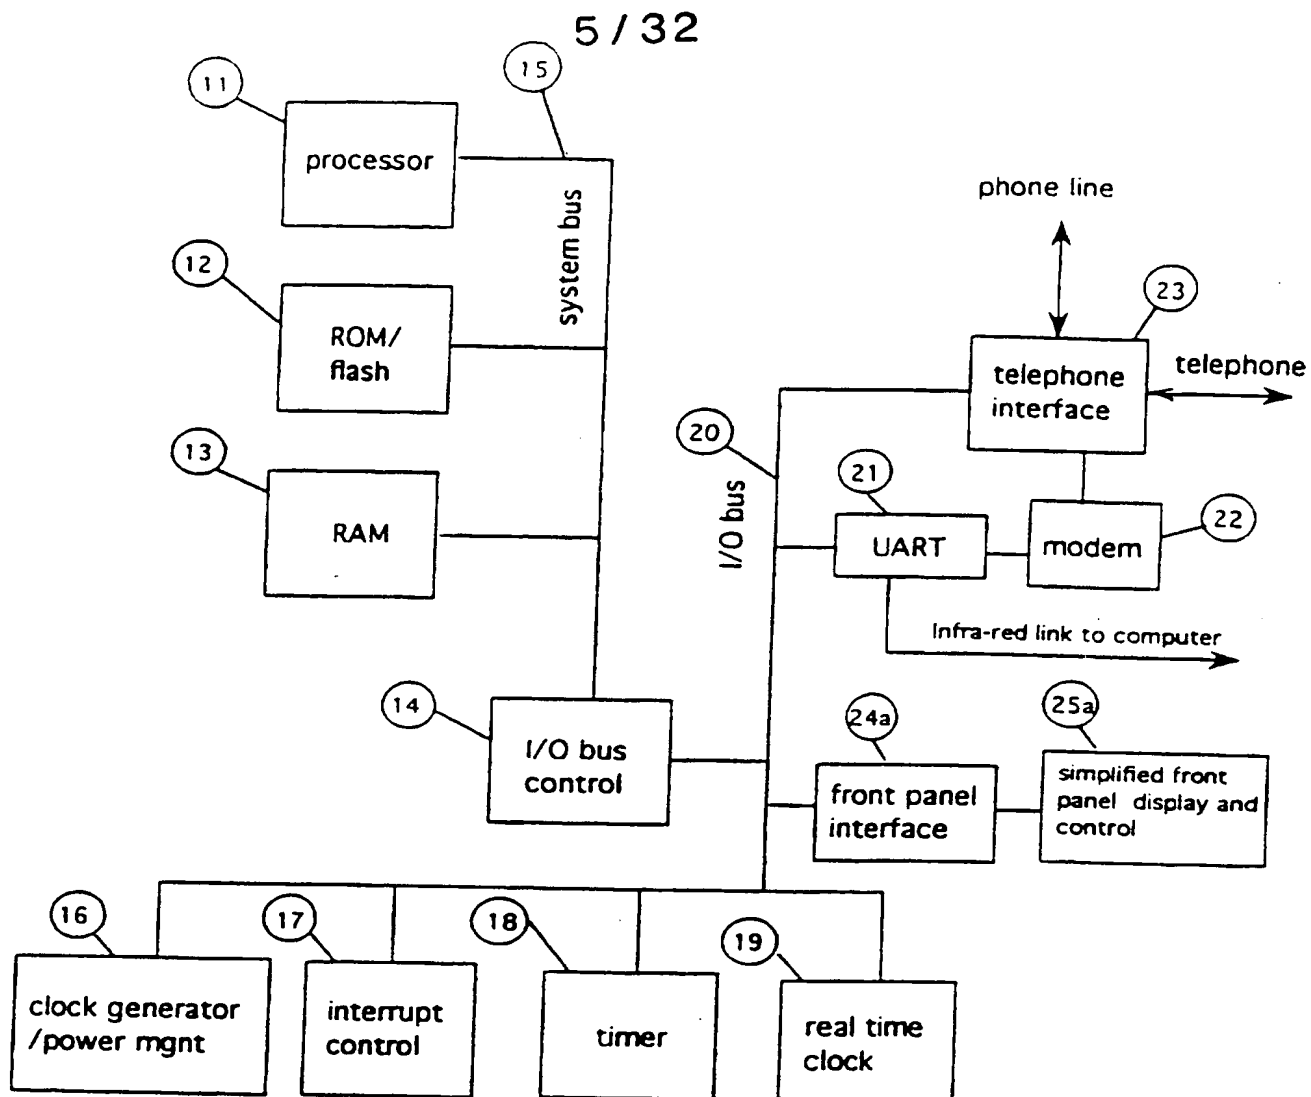 5/32
11
15
processor
system bus
12
ROM/
flash
13
RAM
14
I/O bus
control
phone line
23
telephone
interface
telephone
20
I/O bus
21
UART
22
modem
Infra-red link to computer
24a
front panel
interface
25a
simplified front
panel display and
control
16
clock generator
/power mgnt
17
interrupt
control
18
timer
19
real time
clock